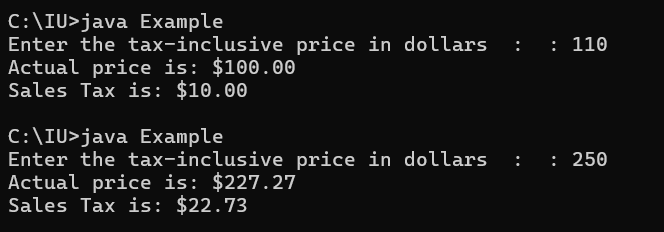 C:\IU>java Example
Enter the tax-inclusive price in dollars  :  : 110
Actual price is: $100.00
Sales Tax is: $10.00
C:\IU>java Example
Enter the tax-inclusive price in dollars  :  : 250
Actual price is: $227.27
Sales Tax is: $22.73